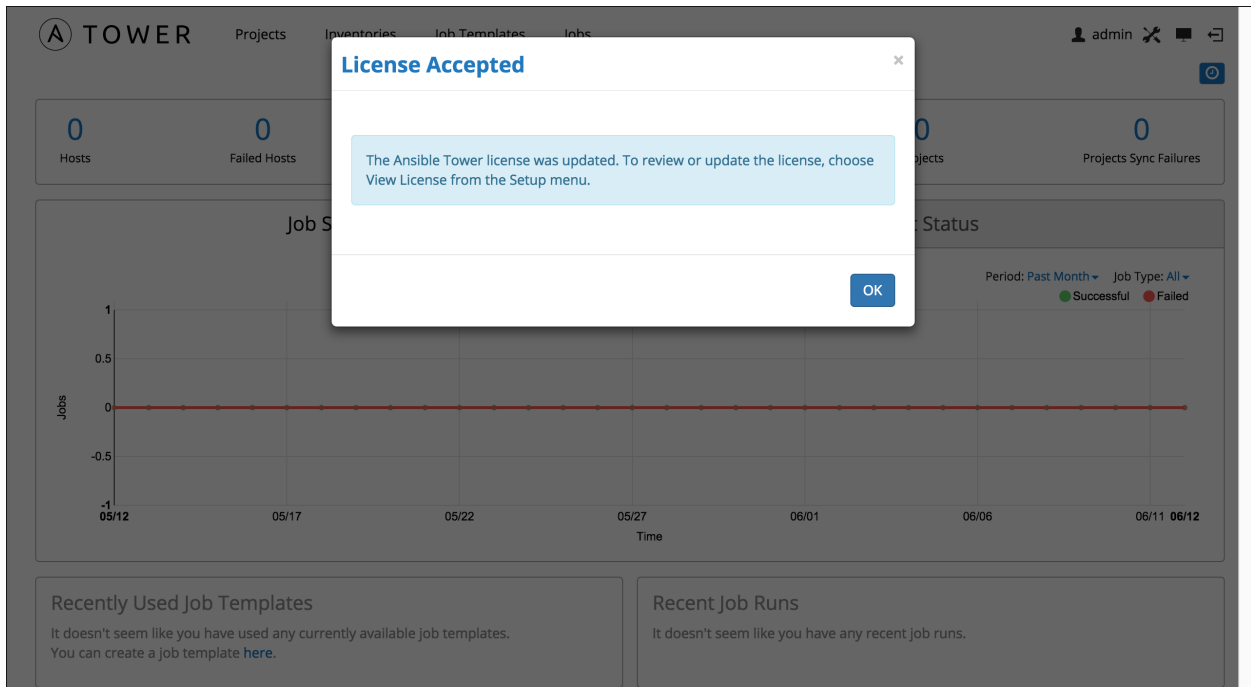 A TOWER Projects Inventories Job Templates Jobs admin
License Accepted ×
0 0 0 0
Hosts Failed Hosts Projects Sync Failures
The Ansible Tower license was updated. To review or update the license, choose
View License from the Setup menu.
Job S Status
OK
Period: Past Month Job Type: All
Successful Failed
1
0.5
0
-0.5
-1
Jobs
05/12 05/17 05/22 05/27 06/01 06/06 06/11 06/12
Time
Recently Used Job Templates
It doesn't seem like you have used any currently available job templates.
You can create a job template here.
Recent Job Runs
It doesn't seem like you have any recent job runs.